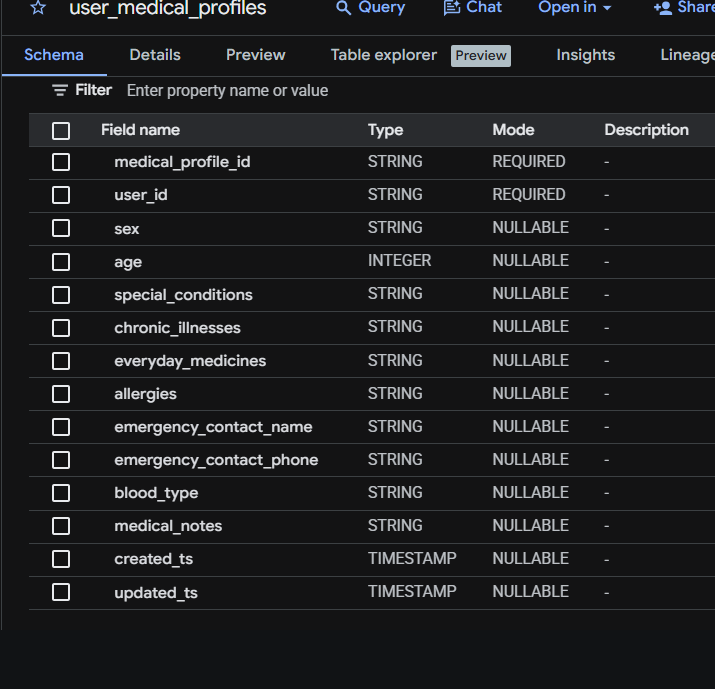 user_medical_profiles Query Chat Open in Share
Schema Details Preview Table explorer Preview Insights Lineage
Filter Enter property name or value
Field name Type Mode Description
medical_profile_id STRING REQUIRED -
user_id STRING REQUIRED -
sex STRING NULLABLE -
age INTEGER NULLABLE -
special_conditions STRING NULLABLE -
chronic_illnesses STRING NULLABLE -
everyday_medicines STRING NULLABLE -
allergies STRING NULLABLE -
emergency_contact_name STRING NULLABLE -
emergency_contact_phone STRING NULLABLE -
blood_type STRING NULLABLE -
medical_notes STRING NULLABLE -
created_ts TIMESTAMP NULLABLE -
updated_ts TIMESTAMP NULLABLE -